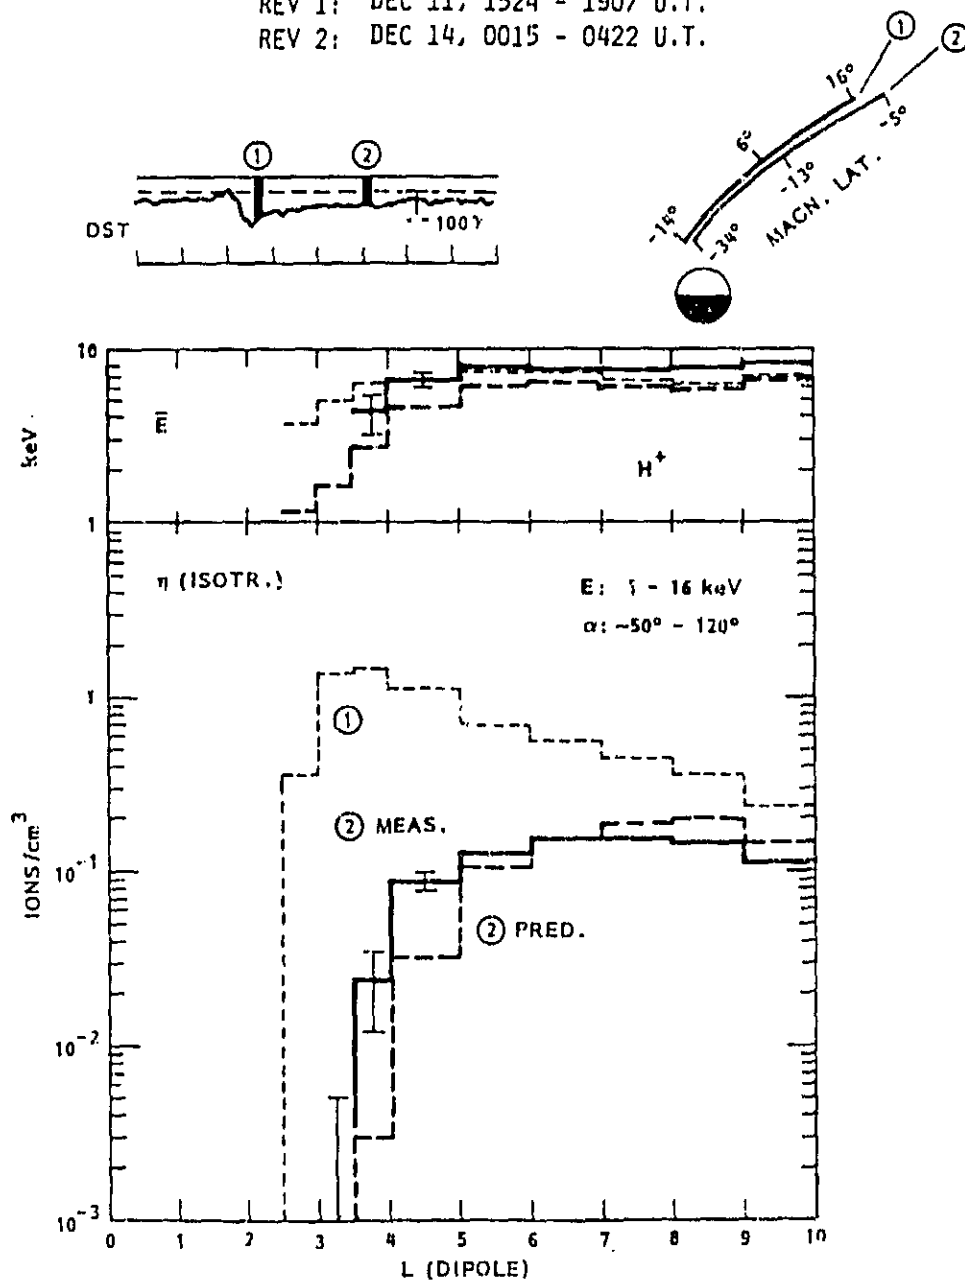 REV 1: DEC 11, 1524 - 1907 U.T.
REV 2: DEC 14, 0015 - 0422 U.T.
① ②
① ②
16°
-5°
6°
-13°
-14°
-34°
MAGN. LAT.
DST
-100γ
10
keV
E̅
H+
1
η (ISOTR.)
E: - 16 keV
α: ~50° - 120°
1
①
② MEAS.
IONS/cm3
10-1
② PRED.
10-2
10-3
0 1 2 3 4 5 6 7 8 9 10
L (DIPOLE)